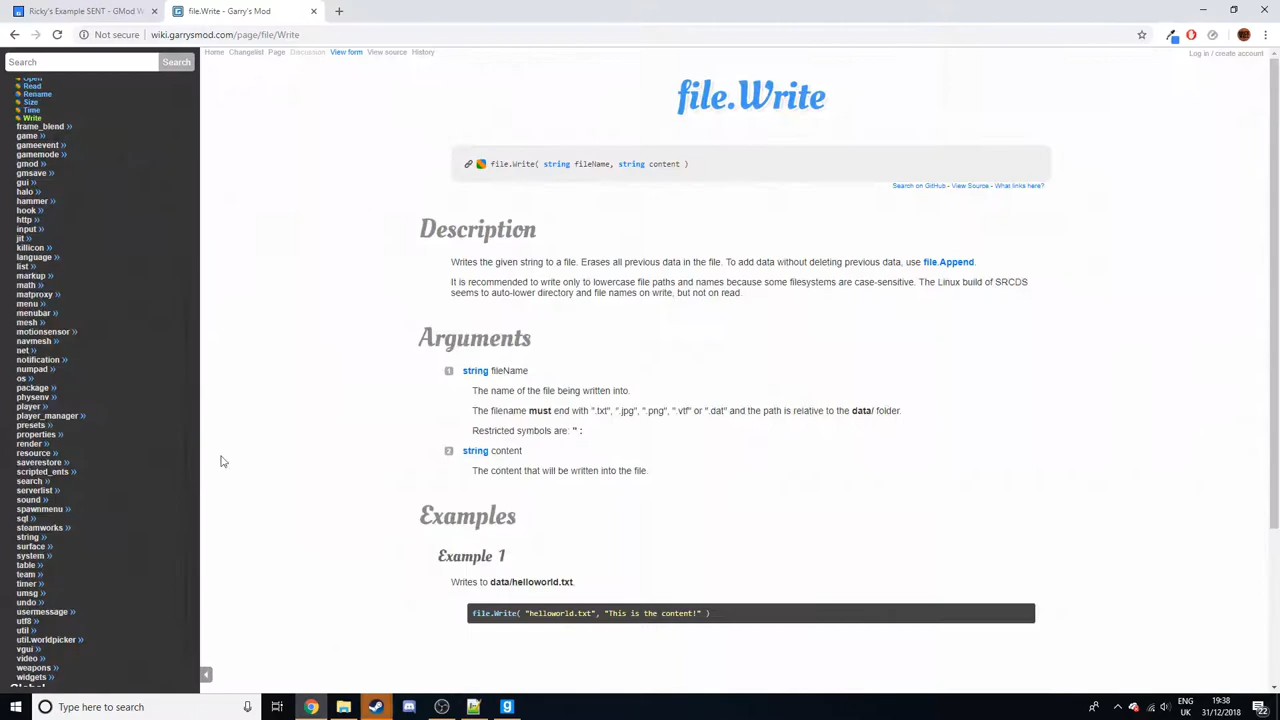 Ricky's Example SENT - GMod W
file.Write - Garry's Mod
Not secure
wiki.garrysmod.com/page/file/Write
Search
Search
Home
Changelist
Page
Discussion
View form
View source
History
Log in / create account
Open
Read
Rename
Size
Time
Write
frame_blend »
game »
gameevent »
gamemode »
gmod »
gmsave »
gui »
halo »
hammer »
hook »
http »
input »
jit »
killicon »
language »
list »
markup »
math »
matproxy »
menu »
menubar »
mesh »
motionsensor »
navmesh »
net »
notification »
numpad »
os »
package »
physenv »
player »
player_manager »
presets »
properties »
render »
resource »
saverestore »
scripted_ents »
search »
serverlist »
sound »
spawnmenu »
sql »
steamworks »
string »
surface »
system »
table »
team »
timer »
umsg »
undo »
usermessage »
utf8 »
util »
util.worldpicker »
vgui »
video »
weapons »
widgets »
Global
file.Write
file.Write( string fileName, string content )
Search on GitHub - View Source - What links here?
Description
Writes the given string to a file. Erases all previous data in the file. To add data without deleting previous data, use file.Append.
It is recommended to write only to lowercase file paths and names because some filesystems are case-sensitive. The Linux build of SRCDS
seems to auto-lower directory and file names on write, but not on read.
Arguments
1 string fileName
The name of the file being written into.
The filename must end with ".txt", ".jpg", ".png", ".vtf" or ".dat" and the path is relative to the data/ folder.
Restricted symbols are: " :
2 string content
The content that will be written into the file.
Examples
Example 1
Writes to data/helloworld.txt.
file.Write( "helloworld.txt", "This is the content!" )
Type here to search
ENG
UK
19:38
31/12/2018
22